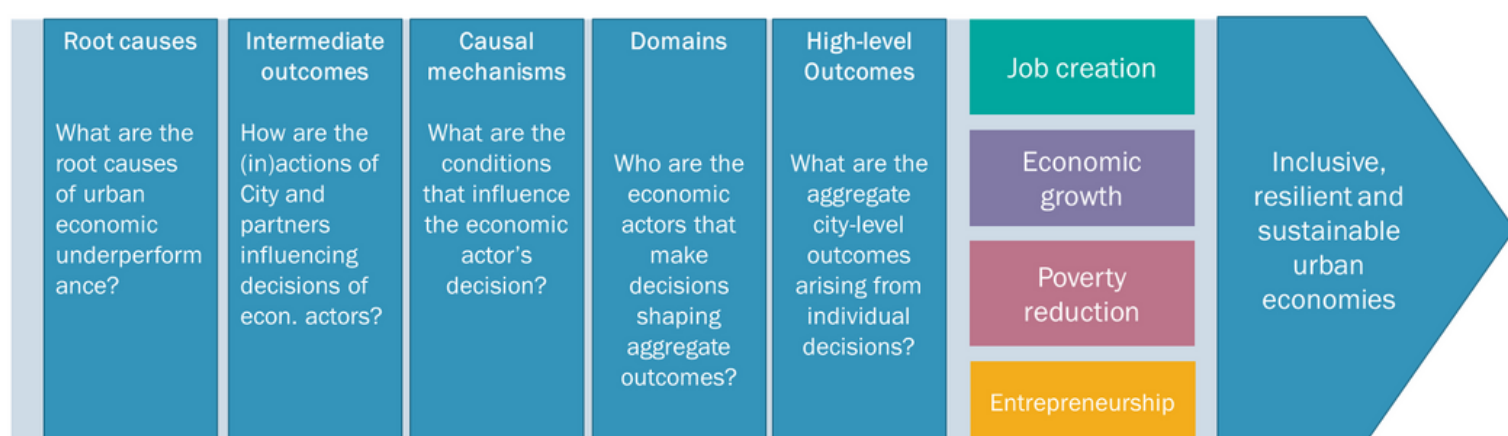 Root causes
What are the
root causes
of urban
economic
underperform
ance?
Intermediate
outcomes
How are the
(in)actions of
City and
partners
influencing
decisions of
econ. actors?
Causal
mechanisms
What are the
conditions
that influence
the economic
actor's
decision?
Domains
Who are the
economic
actors that
make
decisions
shaping
aggregate
outcomes?
High-level
Outcomes
What are the
aggregate
city-level
outcomes
arising from
individual
decisions?
Job creation
Economic
growth
Poverty
reduction
Entrepreneurship
Inclusive,
resilient and
sustainable
urban
economies